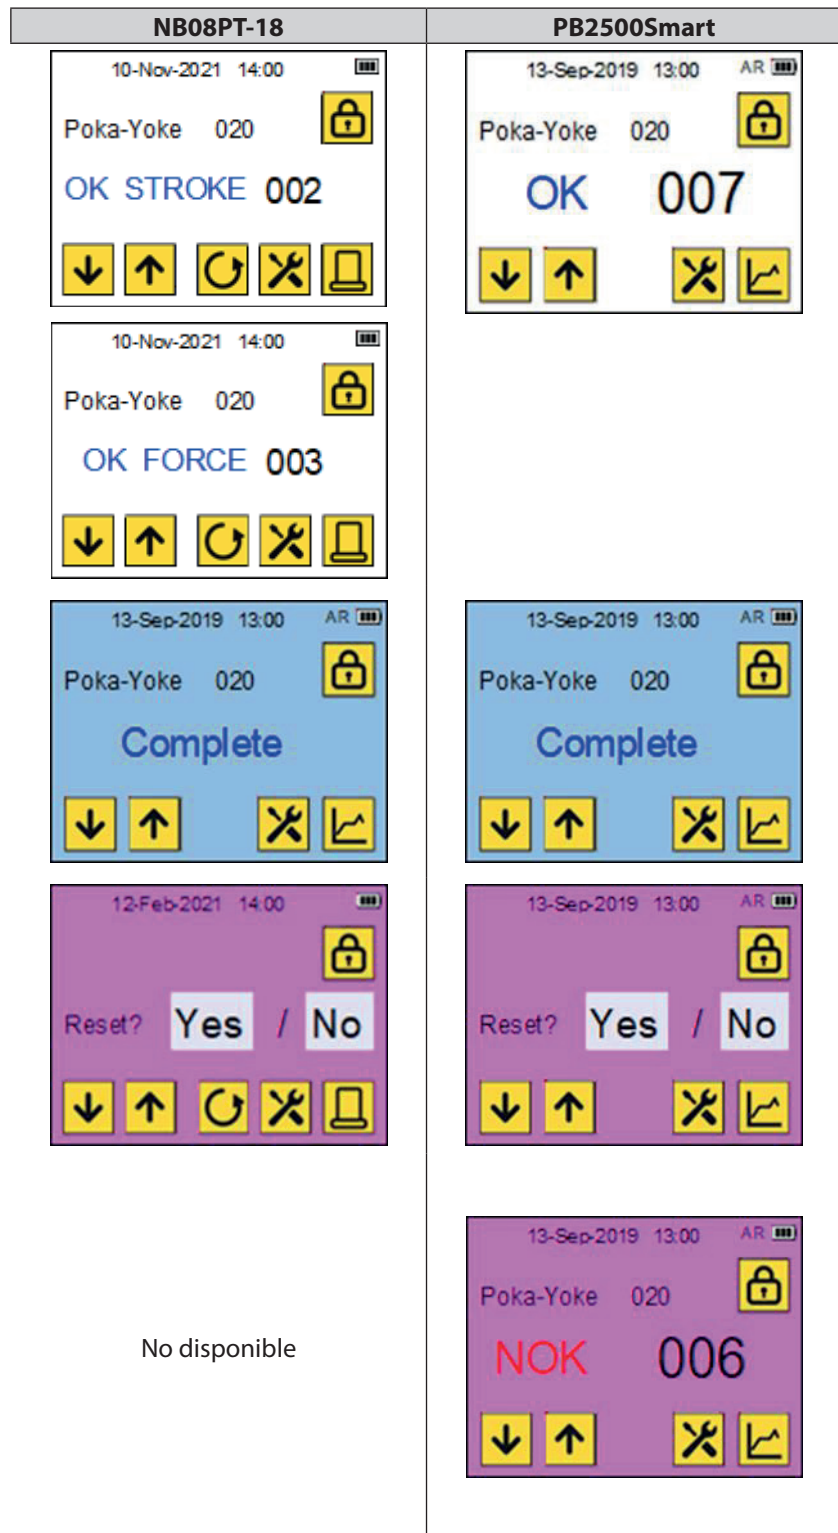 NB08PT-18 PB2500Smart
10-Nov-2021 14:00
Poka-Yoke 020
OK STROKE 002
13-Sep-2019 13:00 AR
Poka-Yoke 020
OK 007
10-Nov-2021 14:00
Poka-Yoke 020
OK FORCE 003
13-Sep-2019 13:00 AR
Poka-Yoke 020
Complete
13-Sep-2019 13:00 AR
Poka-Yoke 020
Complete
12-Feb-2021 14:00
Reset? Yes / No
13-Sep-2019 13:00 AR
Reset? Yes / No
No disponible
13-Sep-2019 13:00 AR
Poka-Yoke 020
NOK 006